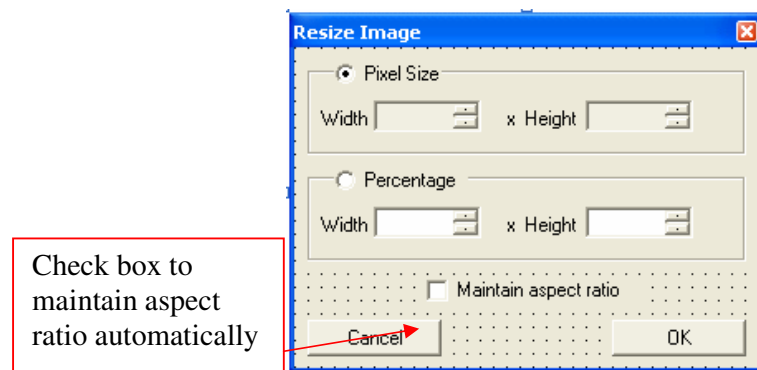 Resize Image
Pixel Size
Width x Height
Percentage
Width x Height
Check box to
maintain aspect
ratio automatically
Maintain aspect ratio
Cancel OK